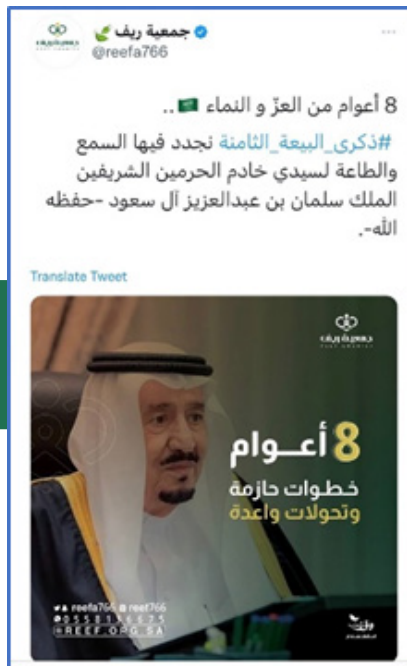 جمعية ريف
@reefa766
8 أعوام من العزّ و النماء ..
#ذكرى_البيعة_الثامنة نجدد فيها السمع
والطاعة لسيدي خادم الحرمين الشريفين
الملك سلمان بن عبدالعزيز آل سعود -حفظه
الله-.
Translate Tweet
جمعية ريف
8 أعـــوام
خـطـوات حازمة
وتحولات واعدة
reefa766 reef766
REEF.ORG.SA